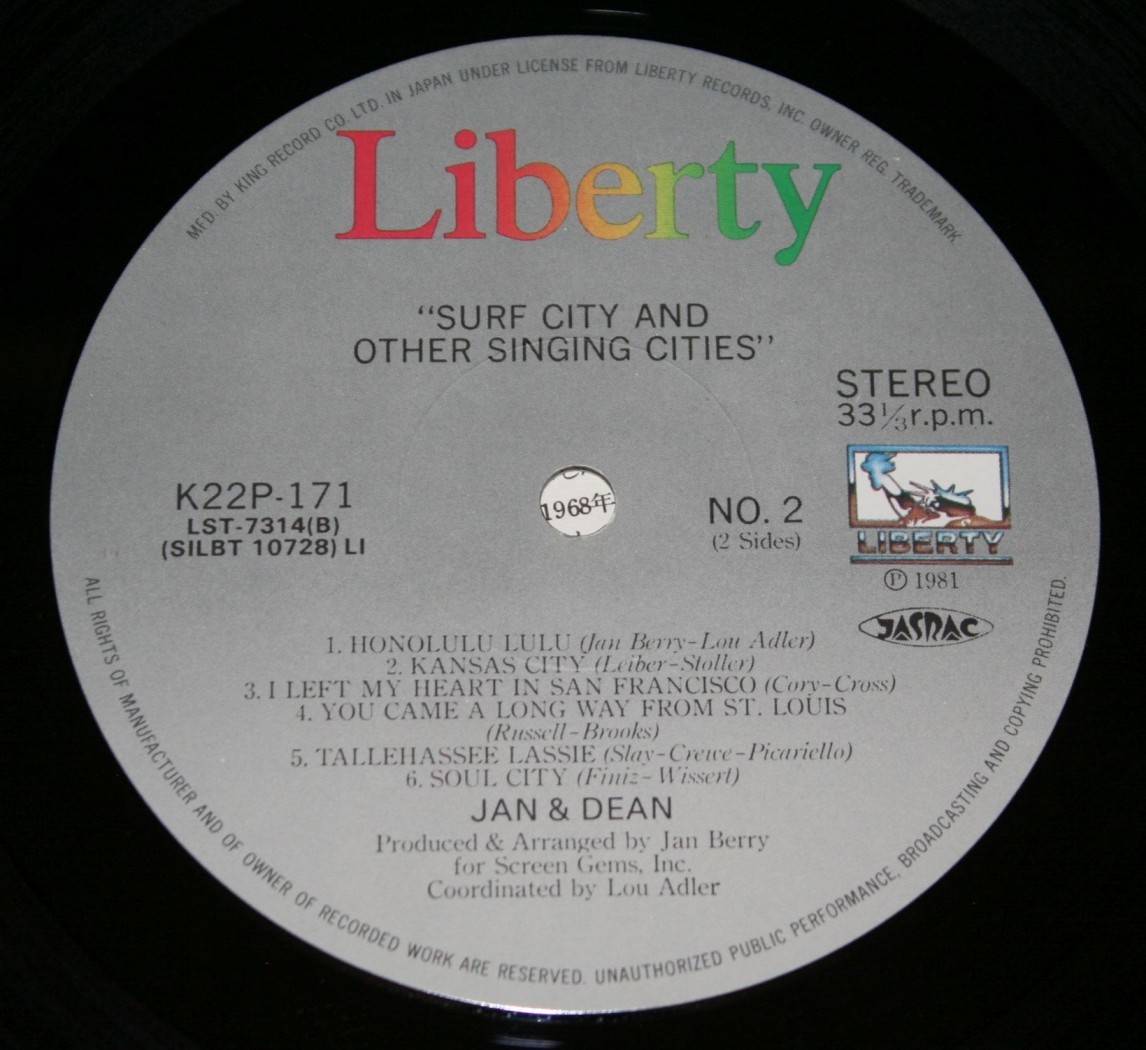 MFD. BY KING RECORD CO. LTD. IN JAPAN UNDER LICENSE FROM LIBERTY RECORDS, INC. OWNER REG. TRADEMARK.
Liberty
"SURF CITY AND
OTHER SINGING CITIES"
STEREO
33⅓r.p.m.
K22P-171
LST-7314(B)
(SILBT 10728) LI
1968年
NO. 2
(2 Sides)
LIBERTY
Ⓟ 1981
JASRAC
1. HONOLULU LULU (Jan Berry-Lou Adler)
2. KANSAS CITY (Leiber-Stoller)
3. I LEFT MY HEART IN SAN FRANCISCO (Cory-Cross)
4. YOU CAME A LONG WAY FROM ST. LOUIS
(Russell-Brooks)
5. TALLEHASSEE LASSIE (Slay-Crewe-Picariello)
6. SOUL CITY (Finiz-Wissert)
JAN & DEAN
Produced & Arranged by Jan Berry
for Screen Gems, Inc.
Coordinated by Lou Adler
ALL RIGHTS OF MANUFACTURER AND OF OWNER OF RECORDED WORK ARE RESERVED. UNAUTHORIZED PUBLIC PERFORMANCE, BROADCASTING AND COPYING PROHIBITED.